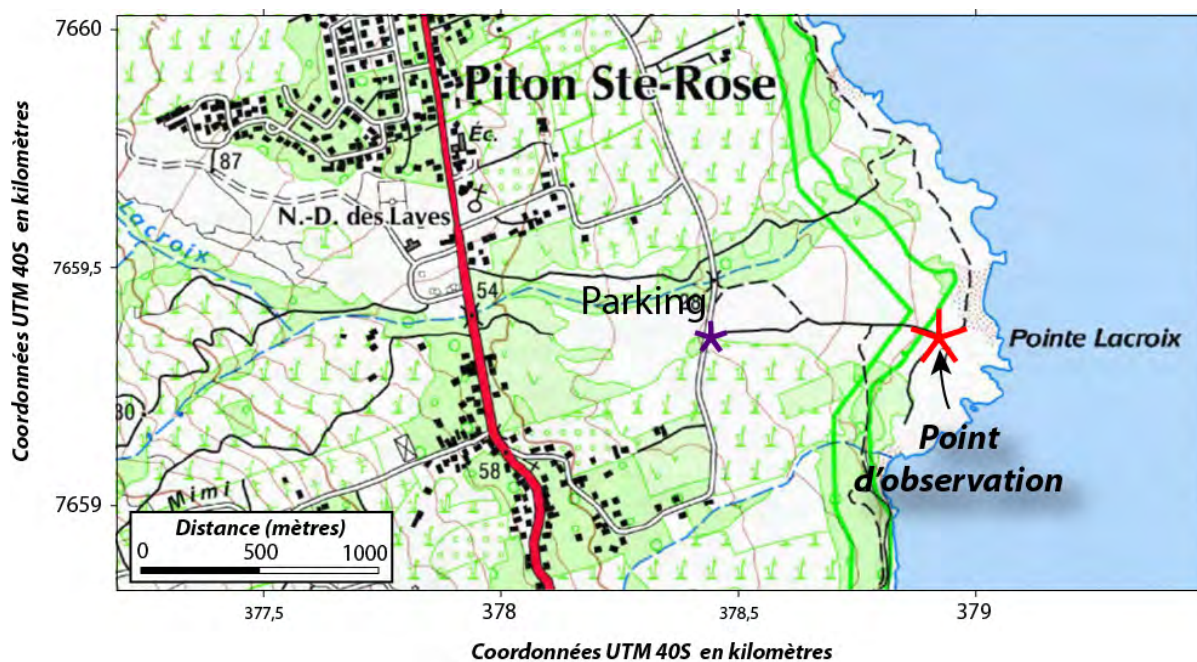 7660
7659,5
7659
Coordonnées UTM 40S en kilomètres
Piton Ste-Rose
Éc.
87
N.-D. des Laves
Lacroix
54
Parking
Pointe Lacroix
Point
d'observation
80
58
Mimi
Distance (mètres)
0 500 1000
377,5 378 378,5 379
Coordonnées UTM 40S en kilomètres